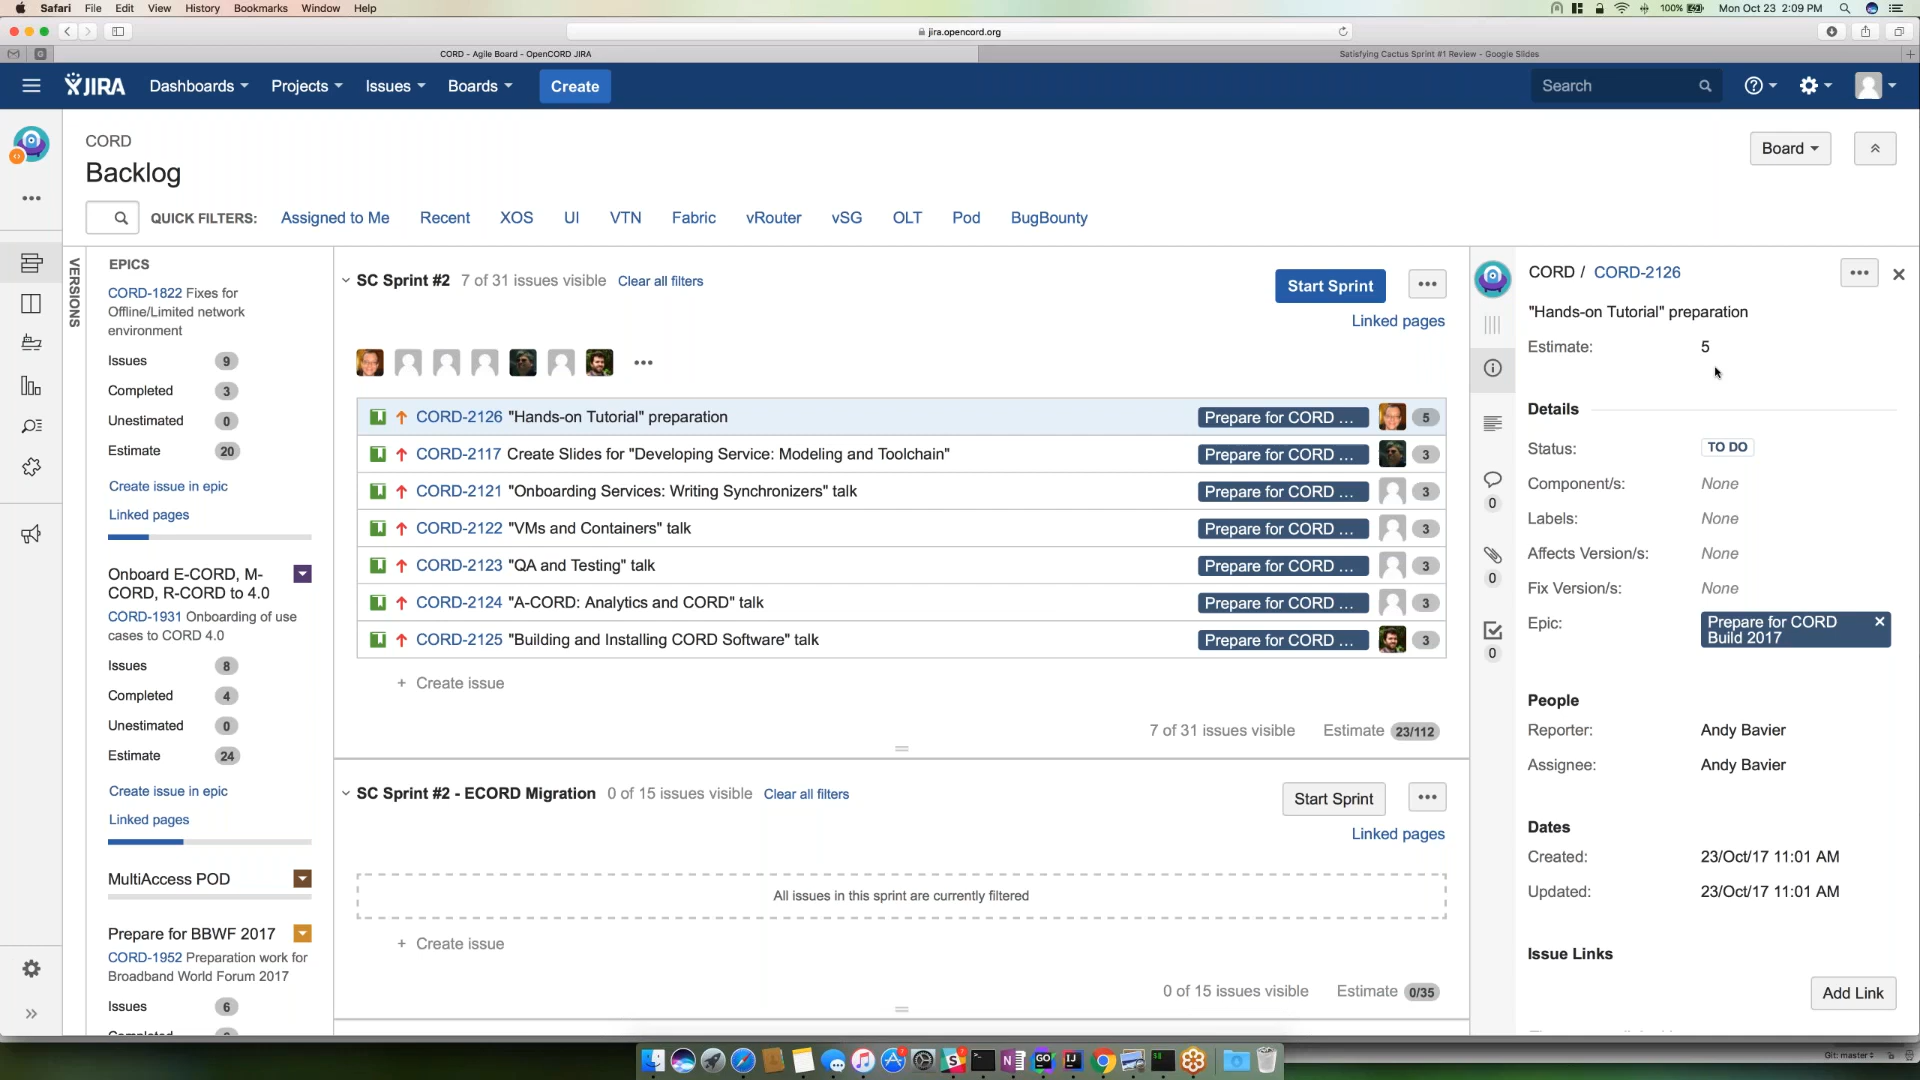 Safari File Edit View History Bookmarks Window Help
100% Mon Oct 23 2:09 PM
jira.opencord.org
CORD - Agile Board - OpenCORD JIRA
Satisfying Cactus Sprint #1 Review - Google Slides
JIRA Dashboards Projects Issues Boards Create
Search
CORD
Backlog
Board
QUICK FILTERS: Assigned to Me Recent XOS UI VTN Fabric vRouter vSG OLT Pod BugBounty
VERSIONS
EPICS
CORD-1822 Fixes for
Offline/Limited network
environment
Issues 9
Completed 3
Unestimated 0
Estimate 20
Create issue in epic
Linked pages
Onboard E-CORD, M-
CORD, R-CORD to 4.0
CORD-1931 Onboarding of use
cases to CORD 4.0
Issues 8
Completed 4
Unestimated 0
Estimate 24
Create issue in epic
Linked pages
MultiAccess POD
Prepare for BBWF 2017
CORD-1952 Preparation work for
Broadband World Forum 2017
Issues 6
SC Sprint #2 7 of 31 issues visible Clear all filters
Start Sprint
Linked pages
CORD-2126 "Hands-on Tutorial" preparation Prepare for CORD ... 5
CORD-2117 Create Slides for "Developing Service: Modeling and Toolchain" Prepare for CORD ... 3
CORD-2121 "Onboarding Services: Writing Synchronizers" talk Prepare for CORD ... 3
CORD-2122 "VMs and Containers" talk Prepare for CORD ... 3
CORD-2123 "QA and Testing" talk Prepare for CORD ... 3
CORD-2124 "A-CORD: Analytics and CORD" talk Prepare for CORD ... 3
CORD-2125 "Building and Installing CORD Software" talk Prepare for CORD ... 3
+ Create issue
7 of 31 issues visible Estimate 23/112
SC Sprint #2 - ECORD Migration 0 of 15 issues visible Clear all filters
Start Sprint
Linked pages
All issues in this sprint are currently filtered
+ Create issue
0 of 15 issues visible Estimate 0/35
CORD / CORD-2126
"Hands-on Tutorial" preparation
Estimate: 5
Details
Status: TO DO
Component/s: None
Labels: None
Affects Version/s: None
Fix Version/s: None
Epic: Prepare for CORD
Build 2017
0
0
0
People
Reporter: Andy Bavier
Assignee: Andy Bavier
Dates
Created: 23/Oct/17 11:01 AM
Updated: 23/Oct/17 11:01 AM
Issue Links
Add Link
Git: master